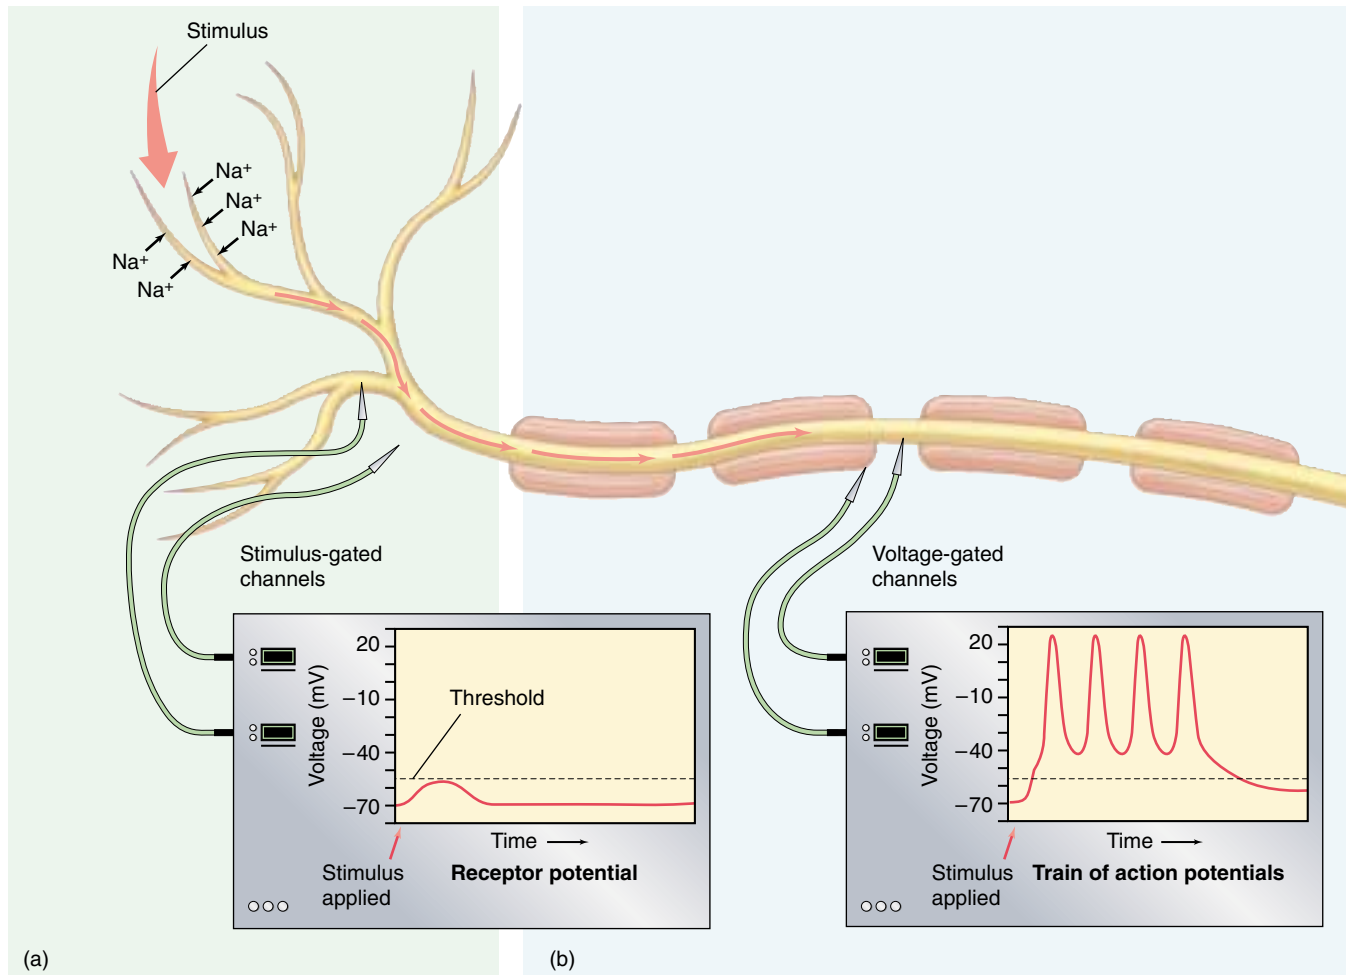 Stimulus
Na+
Na+
Na+
Na+
Na+
Stimulus-gated
channels
Voltage (mV)
20
–10
–40
–70
Threshold
Time
Stimulus
applied
Receptor potential
(a)
Voltage-gated
channels
Voltage (mV)
20
–10
–40
–70
Time
Stimulus
applied
Train of action potentials
(b)